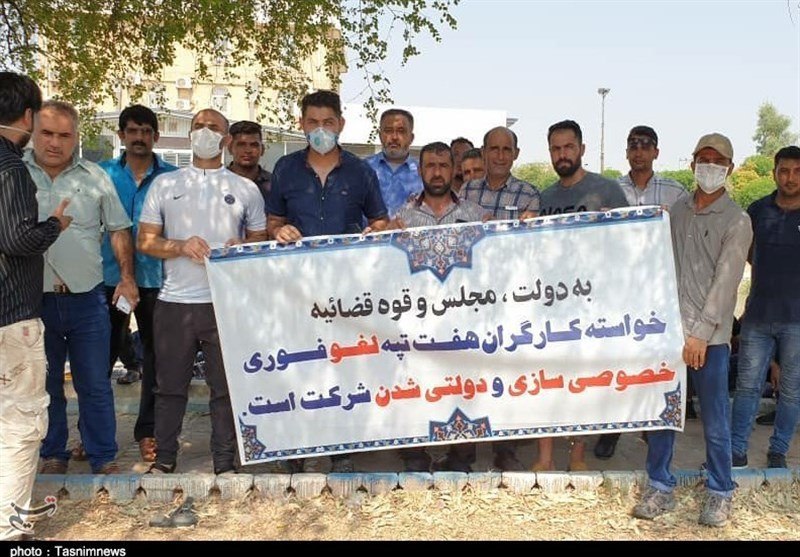 به دولت ، مجلس و قوه قضائیه
خواسته کارگران هفت تپه لغو فوری
خصوصی سازی و دولتی شدن شرکت است.
تسنیم
photo : Tasnimnews